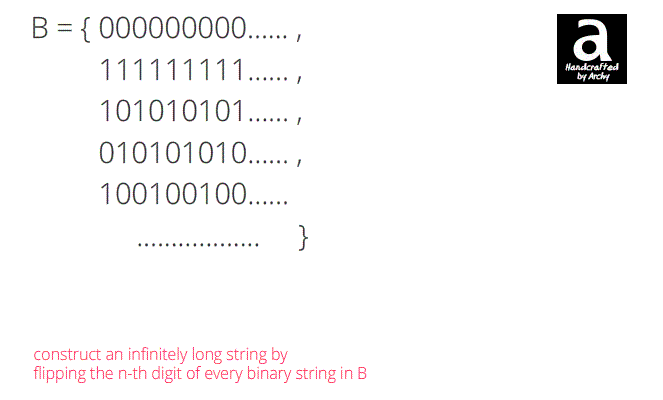 B = { 000000000...... ,
111111111...... ,
101010101...... ,
010101010...... ,
100100100......
.................. }
a
Handcrafted
by Archy
construct an infinitely long string by
flipping the n-th digit of every binary string in B